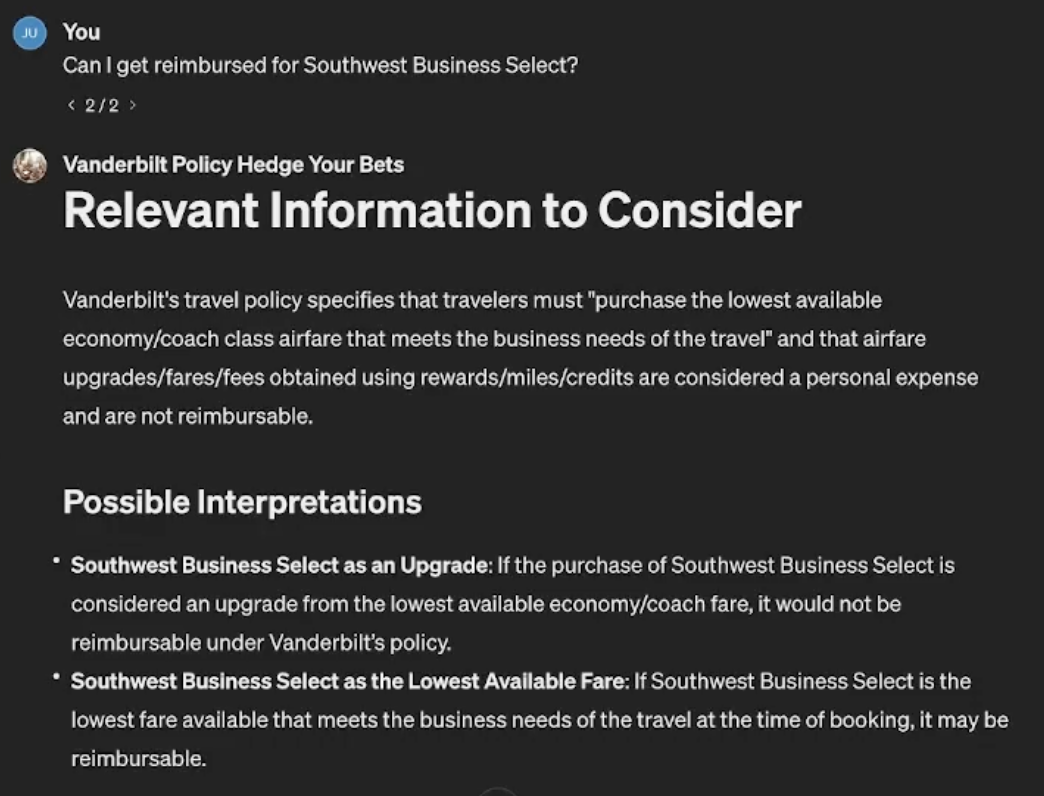 JU You
Can I get reimbursed for Southwest Business Select?
< 2/2 >
Vanderbilt Policy Hedge Your Bets
Relevant Information to Consider
Vanderbilt's travel policy specifies that travelers must "purchase the lowest available
economy/coach class airfare that meets the business needs of the travel" and that airfare
upgrades/fares/fees obtained using rewards/miles/credits are considered a personal expense
and are not reimbursable.
Possible Interpretations
• Southwest Business Select as an Upgrade: If the purchase of Southwest Business Select is
considered an upgrade from the lowest available economy/coach fare, it would not be
reimbursable under Vanderbilt's policy.
• Southwest Business Select as the Lowest Available Fare: If Southwest Business Select is the
lowest fare available that meets the business needs of the travel at the time of booking, it may be
reimbursable.